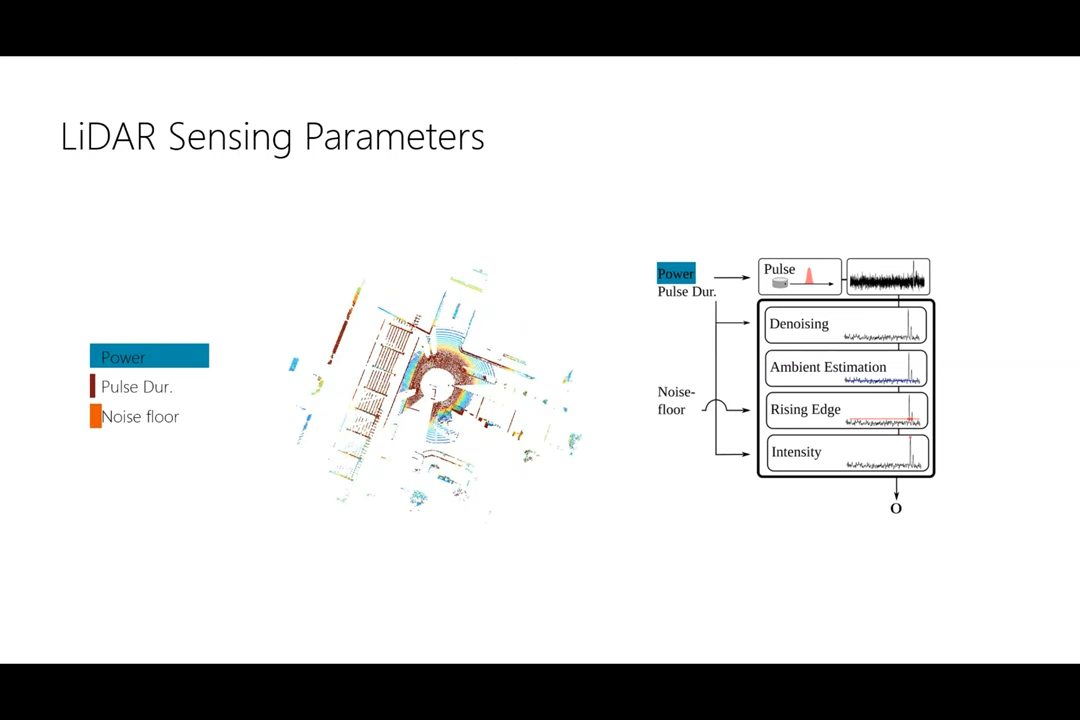 LiDAR Sensing Parameters
Power
Pulse Dur.
Noise floor
Power
Pulse Dur.
Noise-
floor
Pulse
Denoising
Ambient Estimation
Rising Edge
Intensity
O